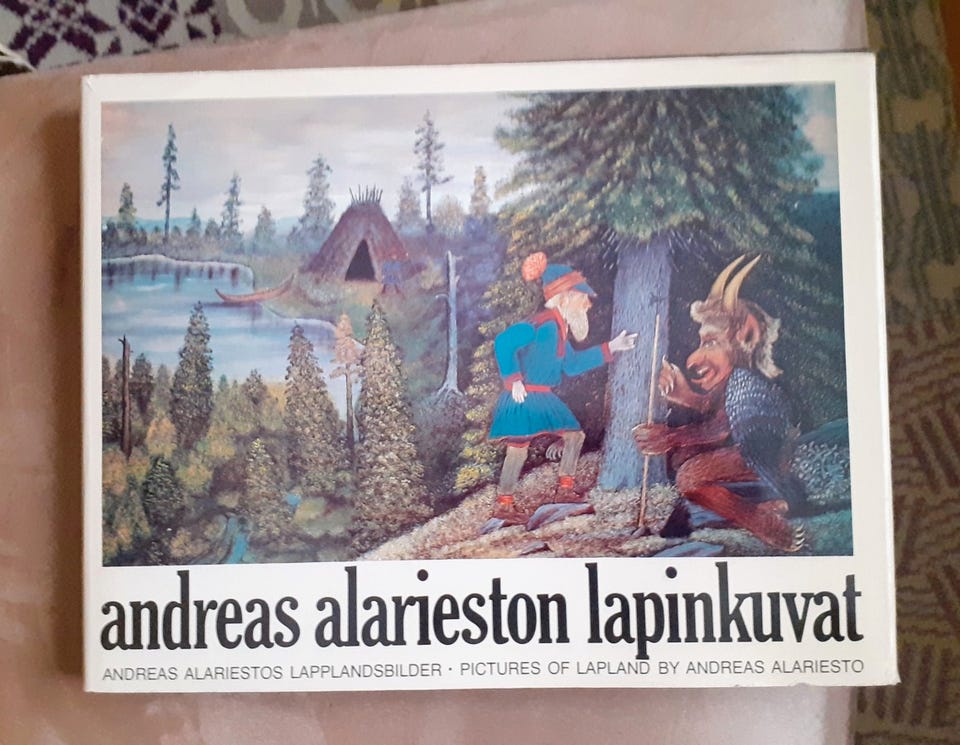 andreas alarieston lapinkuvat
ANDREAS ALARIESTOS LAPPLANDSBILDER • PICTURES OF LAPLAND BY ANDREAS ALARIESTO